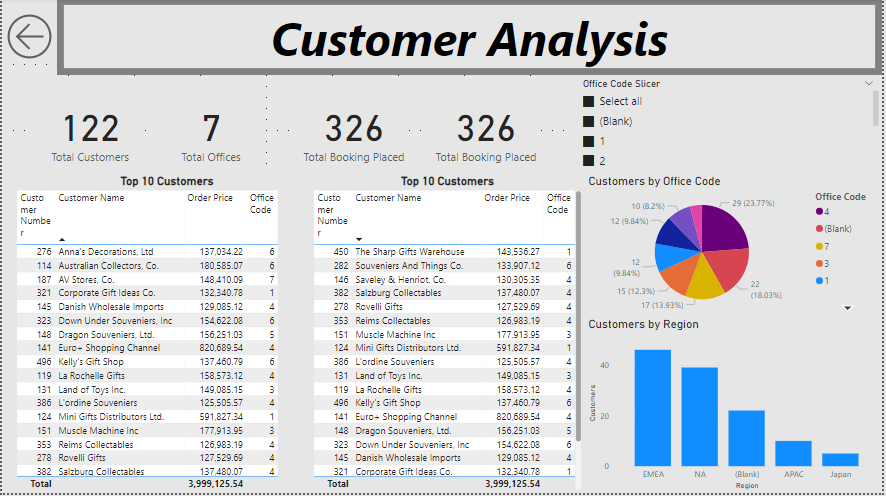 Customer Analysis
122
Total Customers
7
Total Offices
326
Total Booking Placed
326
Total Booking Placed
Office Code Slicer
Select all
(Blank)
1
2
Top 10 Customers
Custo
mer
Numbe
r
Customer Name
Order Price
Office
Code
276 Anna's Decorations, Ltd 137,034.22 6
114 Australian Collectors, Co. 180,585.07 6
187 AV Stores, Co. 148,410.09 7
321 Corporate Gift Ideas Co. 132,340.78 1
145 Danish Wholesale Imports 129,085.12 4
323 Down Under Souveniers, Inc 154,622.08 6
148 Dragon Souveniers, Ltd. 156,251.03 5
141 Euro+ Shopping Channel 820,689.54 4
496 Kelly's Gift Shop 137,460.79 6
119 La Rochelle Gifts 158,573.12 4
131 Land of Toys Inc. 149,085.15 3
386 L'ordine Souveniers 125,505.57 4
124 Mini Gifts Distributors Ltd. 591,827.34 1
151 Muscle Machine Inc 177,913.95 3
353 Reims Collectables 126,983.19 4
278 Rovelli Gifts 127,529.69 4
382 Salzburg Collectables 137,480.07 4
Total 3,999,125.54
Top 10 Customers
Custo
mer
Numbe
r
Customer Name
Order Price
Office
Code
450 The Sharp Gifts Warehouse 143,536.27 1
282 Souveniers And Things Co. 133,907.12 6
146 Saveley & Henriot, Co. 130,305.35 4
382 Salzburg Collectables 137,480.07 4
278 Rovelli Gifts 127,529.69 4
353 Reims Collectables 126,983.19 4
151 Muscle Machine Inc 177,913.95 3
124 Mini Gifts Distributors Ltd. 591,827.34 1
386 L'ordine Souveniers 125,505.57 4
131 Land of Toys Inc. 149,085.15 3
119 La Rochelle Gifts 158,573.12 4
496 Kelly's Gift Shop 137,460.79 6
141 Euro+ Shopping Channel 820,689.54 4
148 Dragon Souveniers, Ltd. 156,251.03 5
323 Down Under Souveniers, Inc 154,622.08 6
145 Danish Wholesale Imports 129,085.12 4
321 Corporate Gift Ideas Co. 132,340.78 1
Total 3,999,125.54
Customers by Office Code
29 (23.77%)
22
(18.03%)
17 (13.93%)
15 (12.3%)
12
(9.84%)
12 (9.84%)
10 (8.2%)
Office Code
4
(Blank)
7
3
1
Customers by Region
Customers
40
20
0
EMEA
NA
(Blank)
APAC
Japan
Region